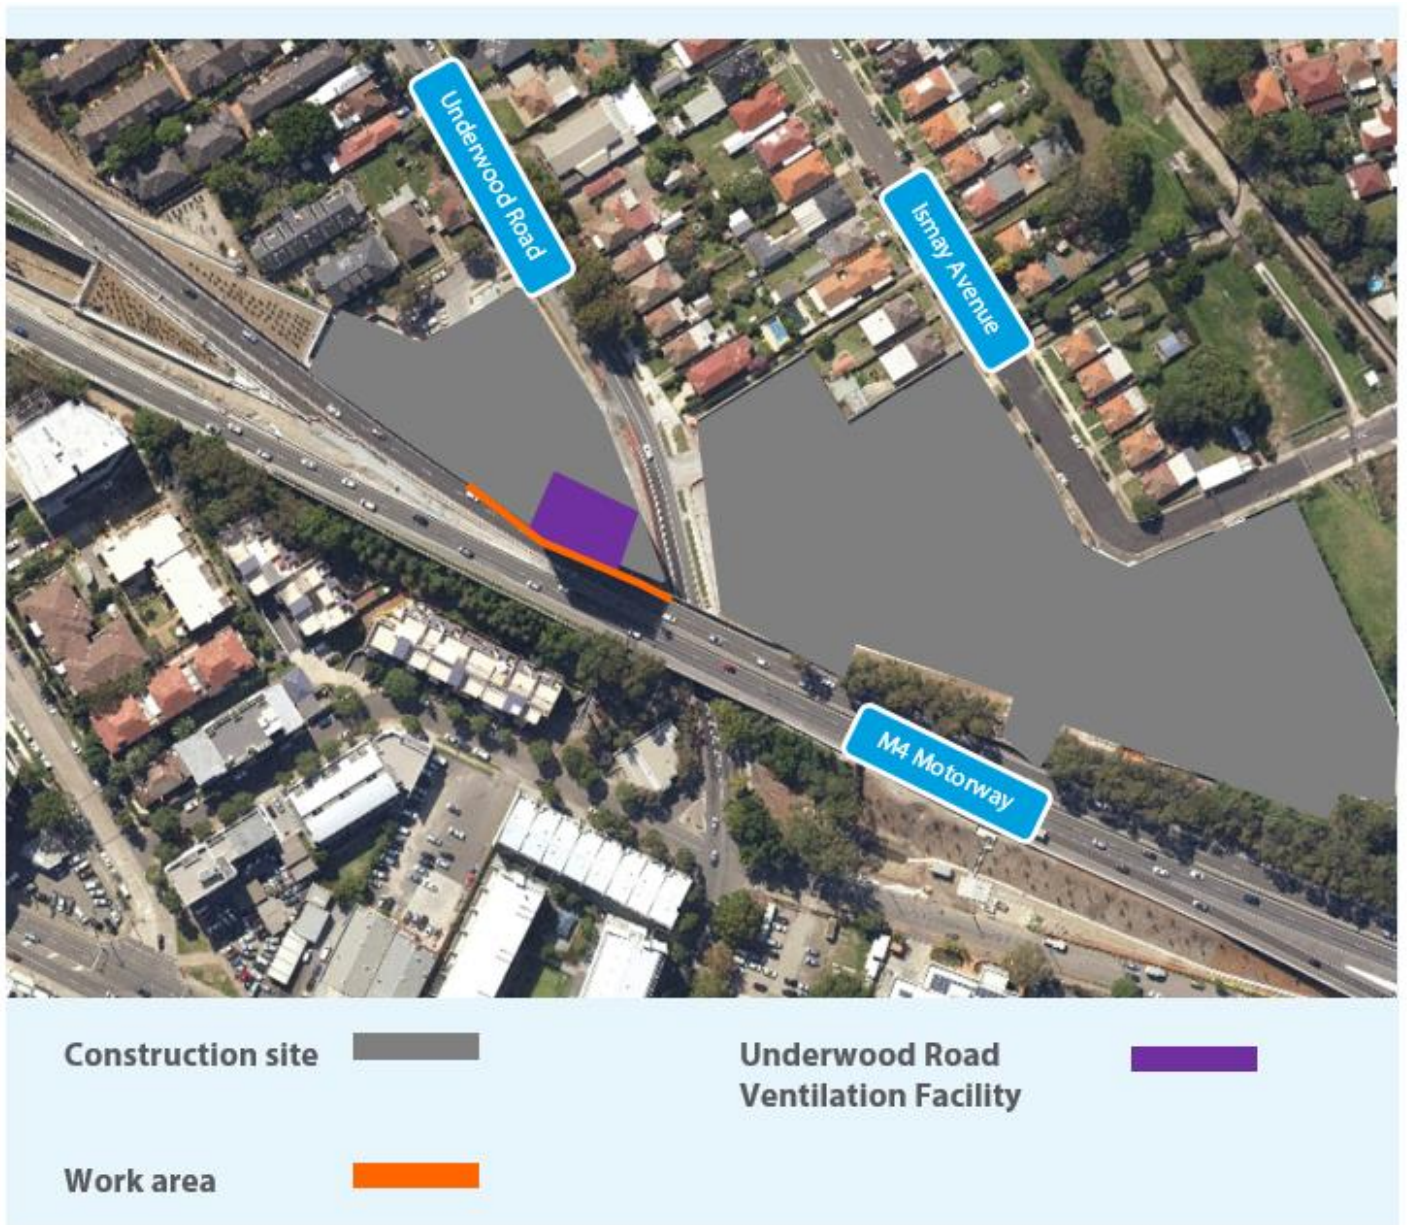 Underwood Road
Ismay Avenue
M4 Motorway
Construction site
Underwood Road
Ventilation Facility
Work area